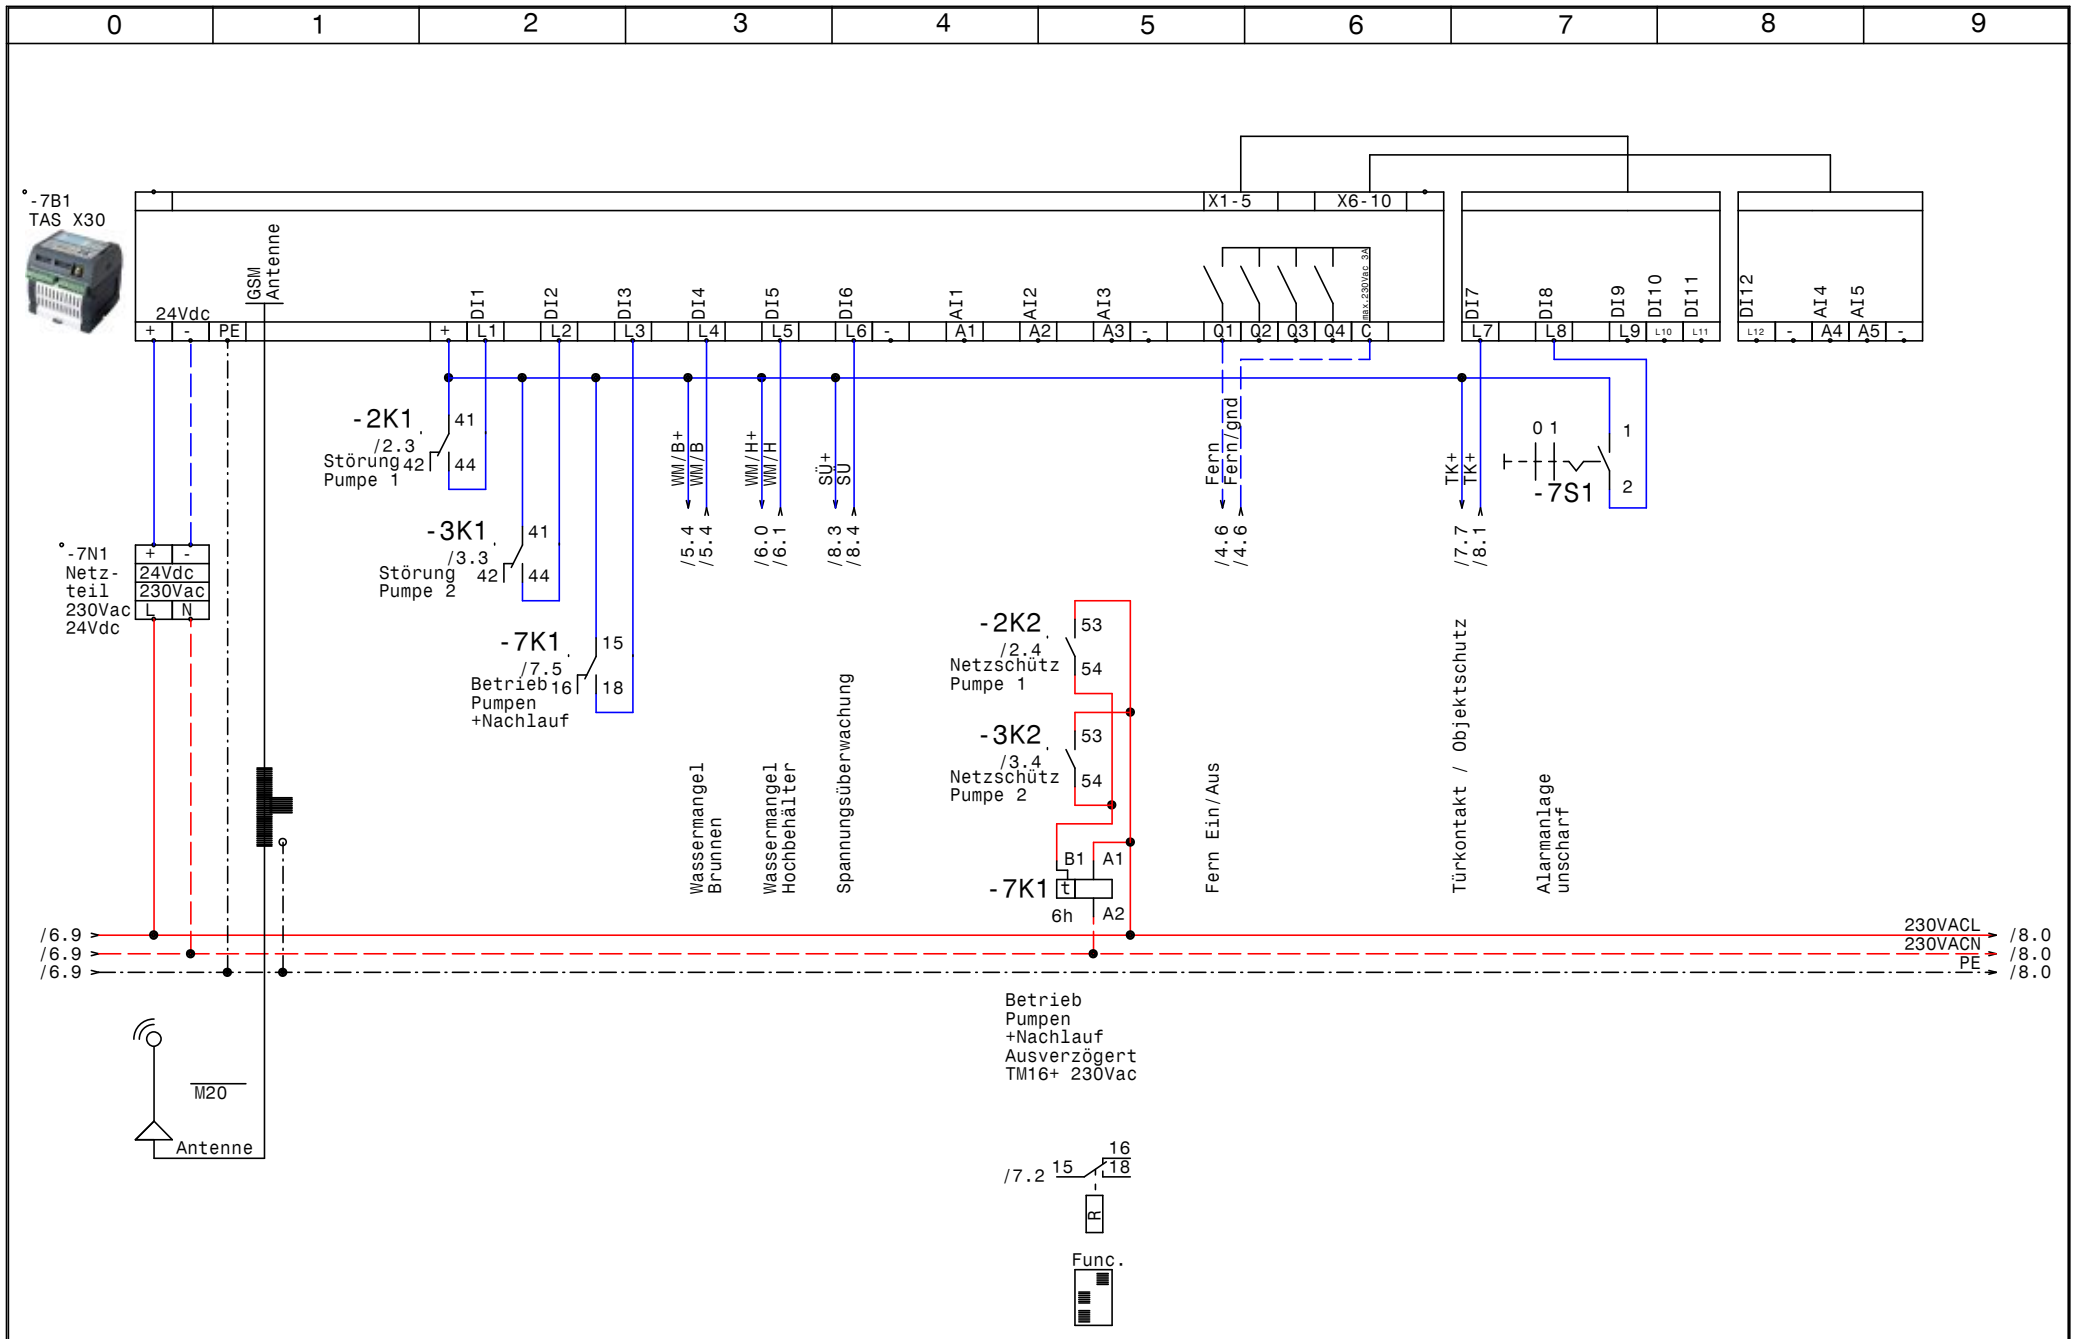 0 1 2 3 4 5 6 7 8 9
-7B1
TAS X30
X1-5
X6-10
GSM
Antenne
24Vdc
DI1
DI2
DI3
DI4
DI5
DI6
AI1
AI2
AI3
max.230Vac 3A
DI7
DI8
DI9
DI10
DI11
DI12
AI4
AI5
+ - PE + L1 L2 L3 L4 L5 L6 - A1 A2 A3 - Q1 Q2 Q3 Q4 C L7 L8 L9 L10 L11 L12 - A4 A5 -
-2K1
/2.3
Störung
Pumpe 1
41
42
44
-3K1
/3.3
Störung
Pumpe 2
41
42
44
-7K1
/7.5
Betrieb
Pumpen
+Nachlauf
15
16
18
WM/B+
WM/B
/5.4
/5.4
WM/H+
WM/H
/6.0
/6.1
SÜ+
SÜ
/8.3
/8.4
Fern
Fern/gnd
/4.6
/4.6
TK+
TK+
/7.7
/8.1
0 1
1
2
-7S1
-7N1
Netz-
teil
230Vac
24Vdc
+ -
24Vdc
230Vac
L N
Wassermangel
Brunnen
Wassermangel
Hochbehälter
Spannungsüberwachung
-2K2
/2.4
Netzschütz
Pumpe 1
53
54
-3K2
/3.4
Netzschütz
Pumpe 2
53
54
B1 A1
-7K1
t
6h
A2
Fern Ein/Aus
Türkontakt / Objektschutz
Alarmanlage
unscharf
/6.9
/6.9
/6.9
230VACL
/8.0
230VACN
/8.0
PE
/8.0
Betrieb
Pumpen
+Nachlauf
Ausverzögert
TM16+ 230Vac
M20
Antenne
/7.2
15
16
18
R
Func.